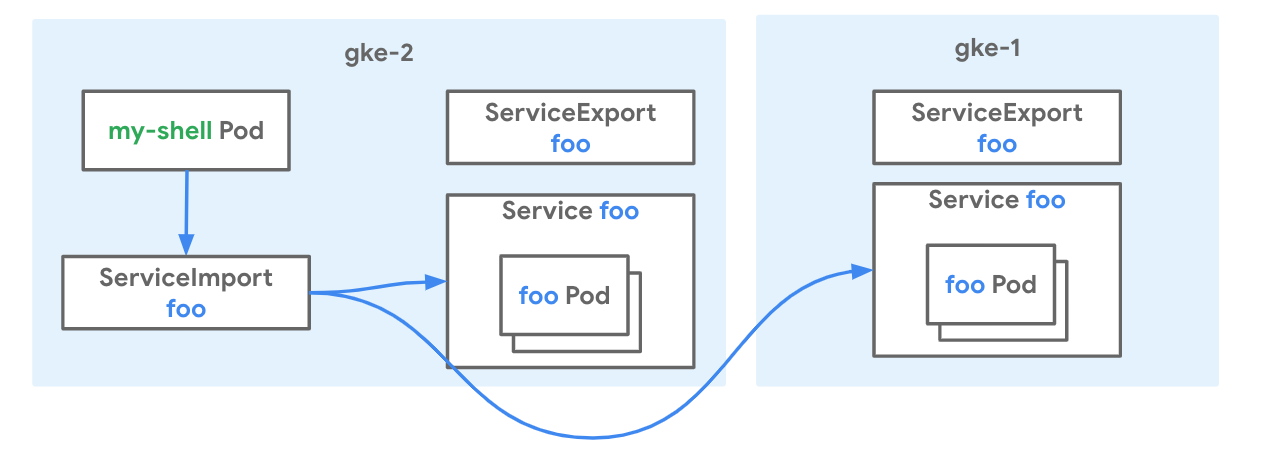 gke-2
my-shell Pod
ServiceImport
foo
ServiceExport
foo
Service foo
foo Pod
gke-1
ServiceExport
foo
Service foo
foo Pod